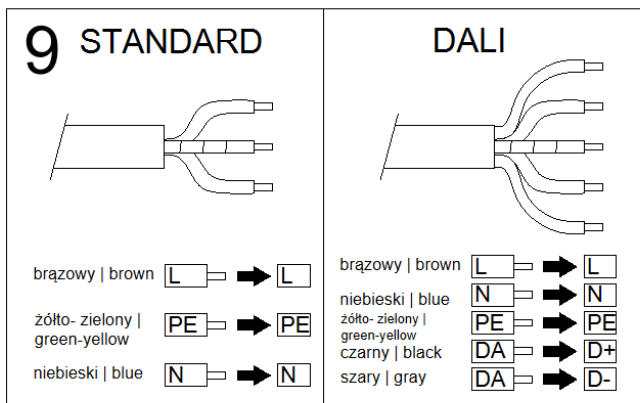 9 STANDARD
brązowy | brown L L
żółto- zielony |
green-yellow PE PE
niebieski | blue N N
DALI
brązowy | brown L L
niebieski | blue N N
żółto- zielony |
green-yellow PE PE
czarny | black DA D+
szary | gray DA D-